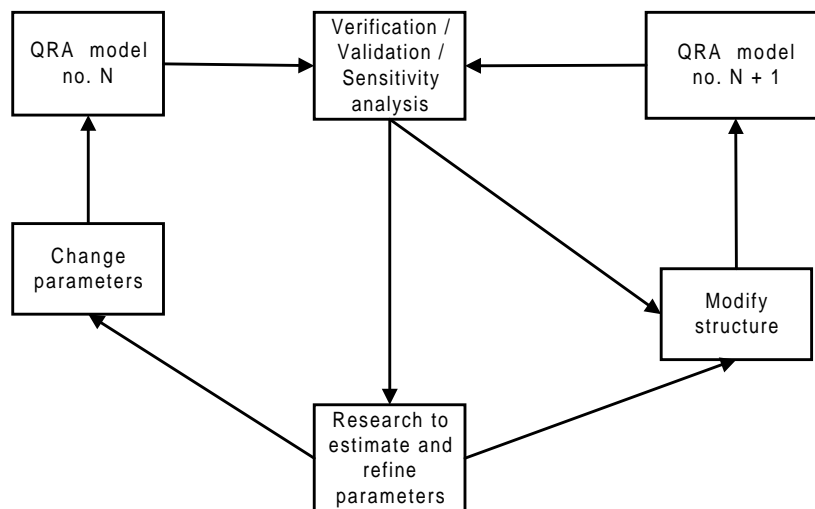 QRA model
no. N
Verification /
Validation /
Sensitivity
analysis
QRA model
no. N + 1
Change
parameters
Modify
structure
Research to
estimate and
refine
parameters